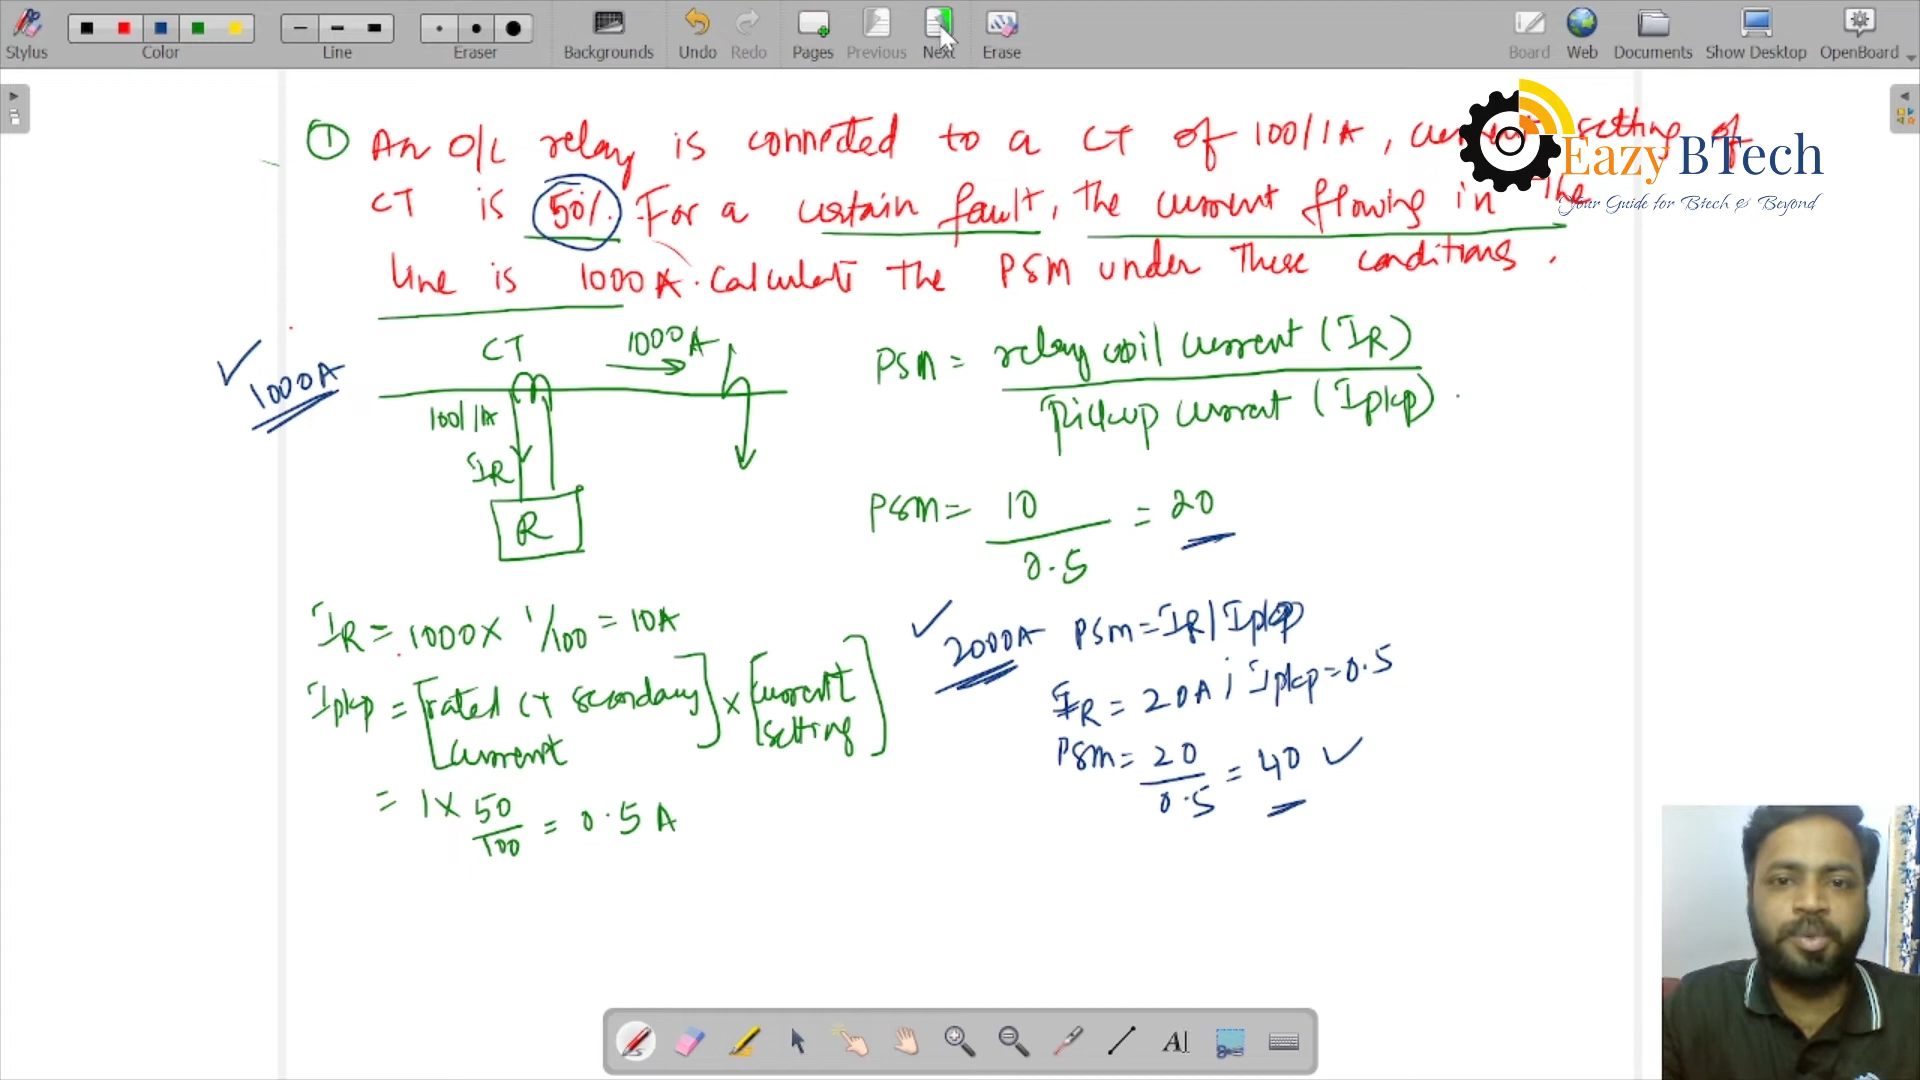 Stylus
Color
Line
Eraser
Backgrounds
Undo
Redo
Pages
Previous
Next
Erase
Board
Web
Documents
Show Desktop
OpenBoard
Eazy BTech
Your Guide for Btech & Beyond
① An O/L relay is connected to a CT of 100/1A, current setting of
CT is 50%. For a certain fault, the current flowing in the
line is 1000A. Calculate the PSM under these conditions.
1000A
CT
1000A
100/1A
IR
R
PSM = relay coil current (IR)
pickup current (Ipkp)
PSM = 10
0.5
= 20
IR = 1000 x 1/100 = 10A
Ipkp = [rated CT secondary current] x [current setting]
= 1 x 50
100
= 0.5 A
2000A
PSM = IR | Ipkp
IR = 20A ; Ipkp = 0.5
PSM = 20
0.5
= 40
AI